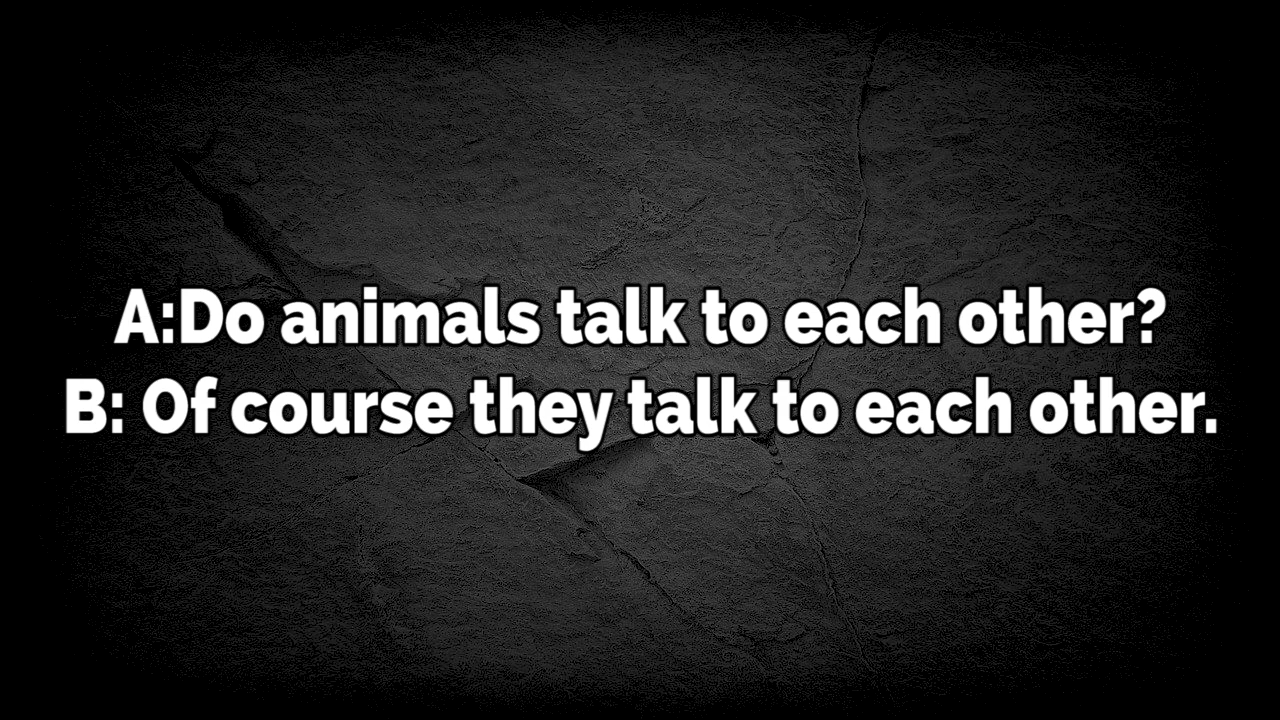 A:Do animals talk to each other?
B: Of course they talk to each other.